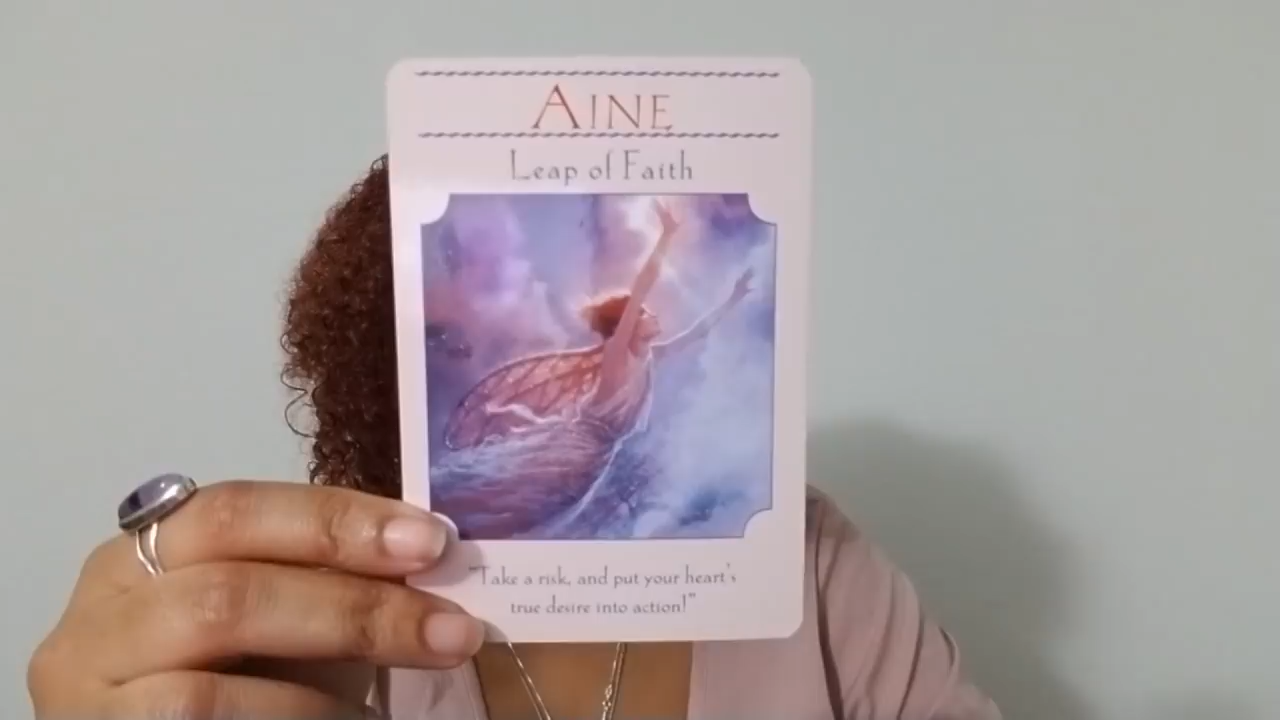 AINE
Leap of Faith
"Take a risk, and put your heart's
true desire into action!"